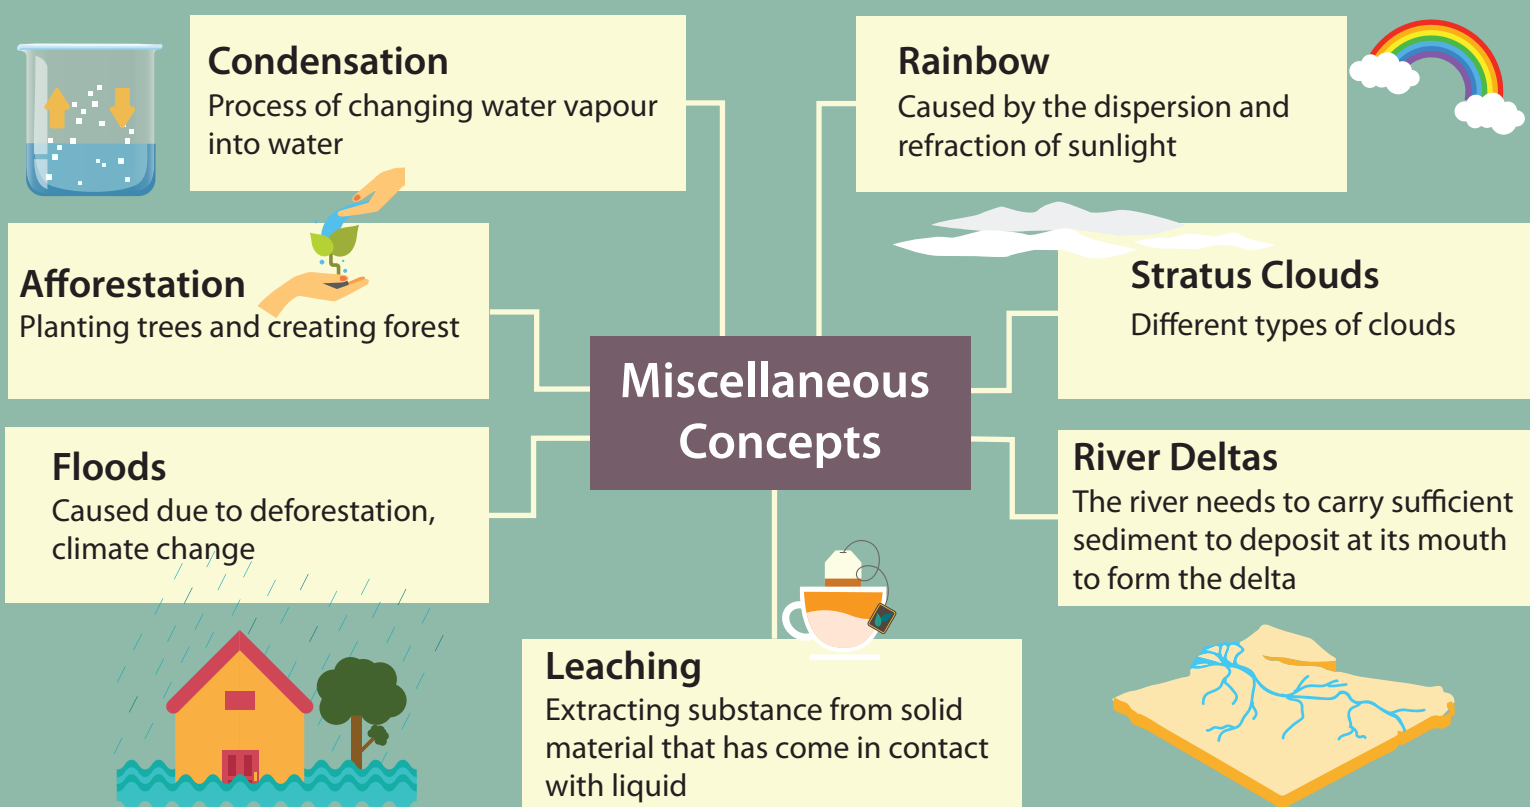 Condensation
Process of changing water vapour
into water
Rainbow
Caused by the dispersion and
refraction of sunlight
Afforestation
Planting trees and creating forest
Stratus Clouds
Different types of clouds
Miscellaneous
Concepts
Floods
Caused due to deforestation,
climate change
River Deltas
The river needs to carry sufficient
sediment to deposit at its mouth
to form the delta
Leaching
Extracting substance from solid
material that has come in contact
with liquid